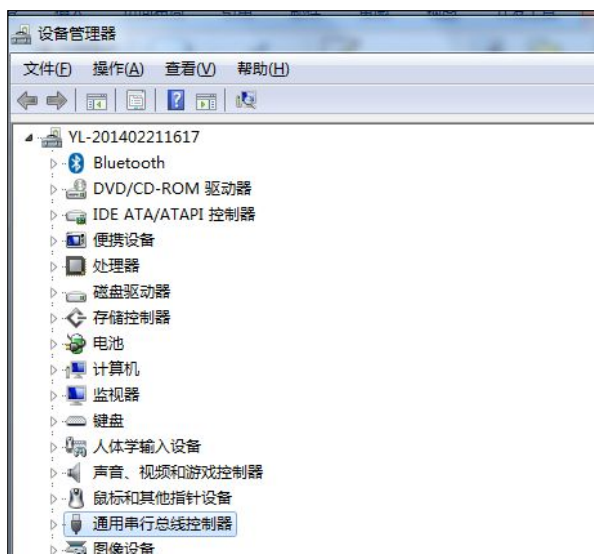 设备管理器
文件(F) 操作(A) 查看(V) 帮助(H)
YL-201402211617
Bluetooth
DVD/CD-ROM 驱动器
IDE ATA/ATAPI 控制器
便携设备
处理器
磁盘驱动器
存储控制器
电池
计算机
监视器
键盘
人体学输入设备
声音、视频和游戏控制器
鼠标和其他指针设备
通用串行总线控制器
图像设备